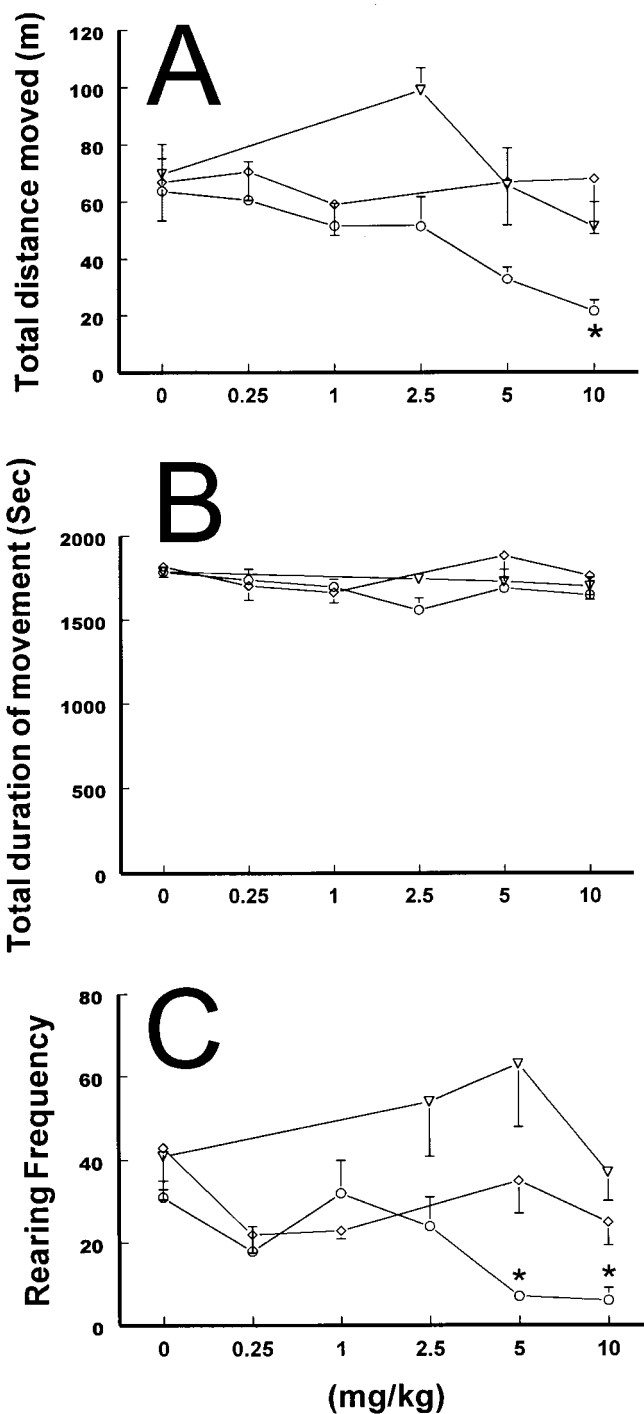 A
Total distance moved (m)
120
100
80
60
40
20
0
*
0 0.25 1 2.5 5 10
B
Total duration of movement (Sec)
2000
1500
1000
500
0
0 0.25 1 2.5 5 10
C
Rearing Frequency
80
60
40
20
0
* *
0 0.25 1 2.5 5 10
(mg/kg)